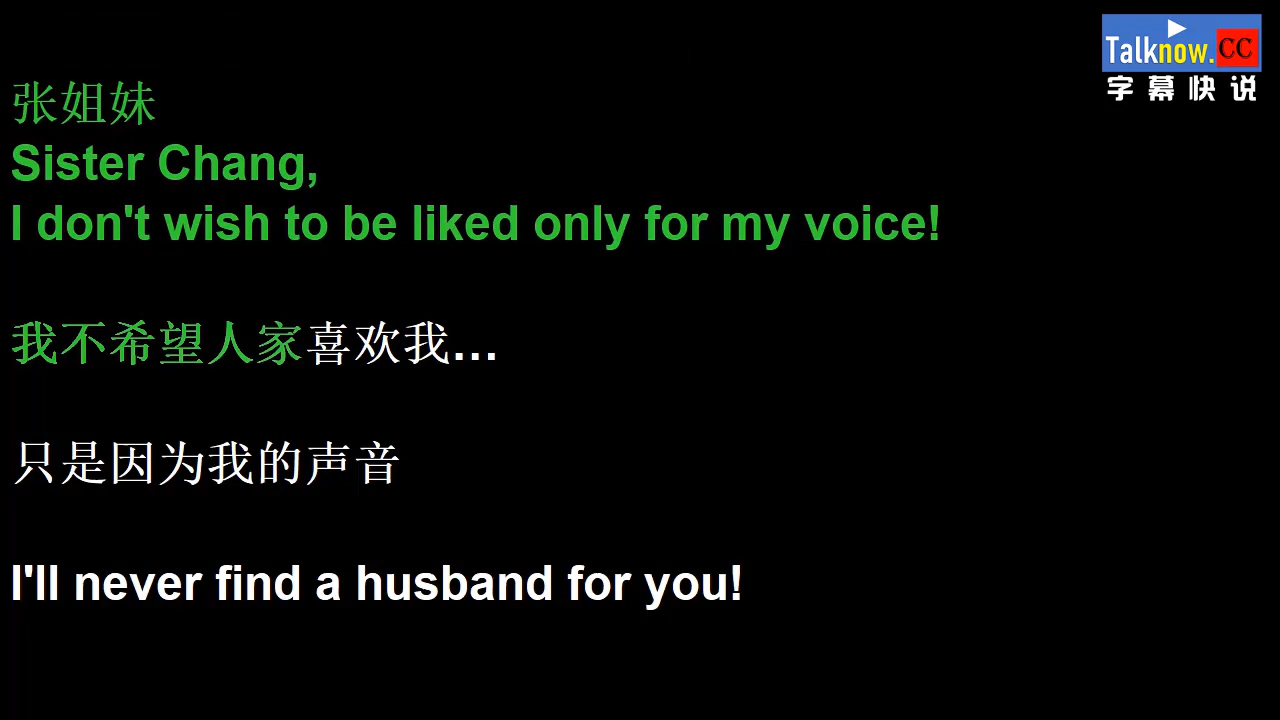 Talknow.CC
字幕快说
张姐妹
Sister Chang,
I don't wish to be liked only for my voice!
我不希望人家喜欢我...
只是因为我的声音
I'll never find a husband for you!